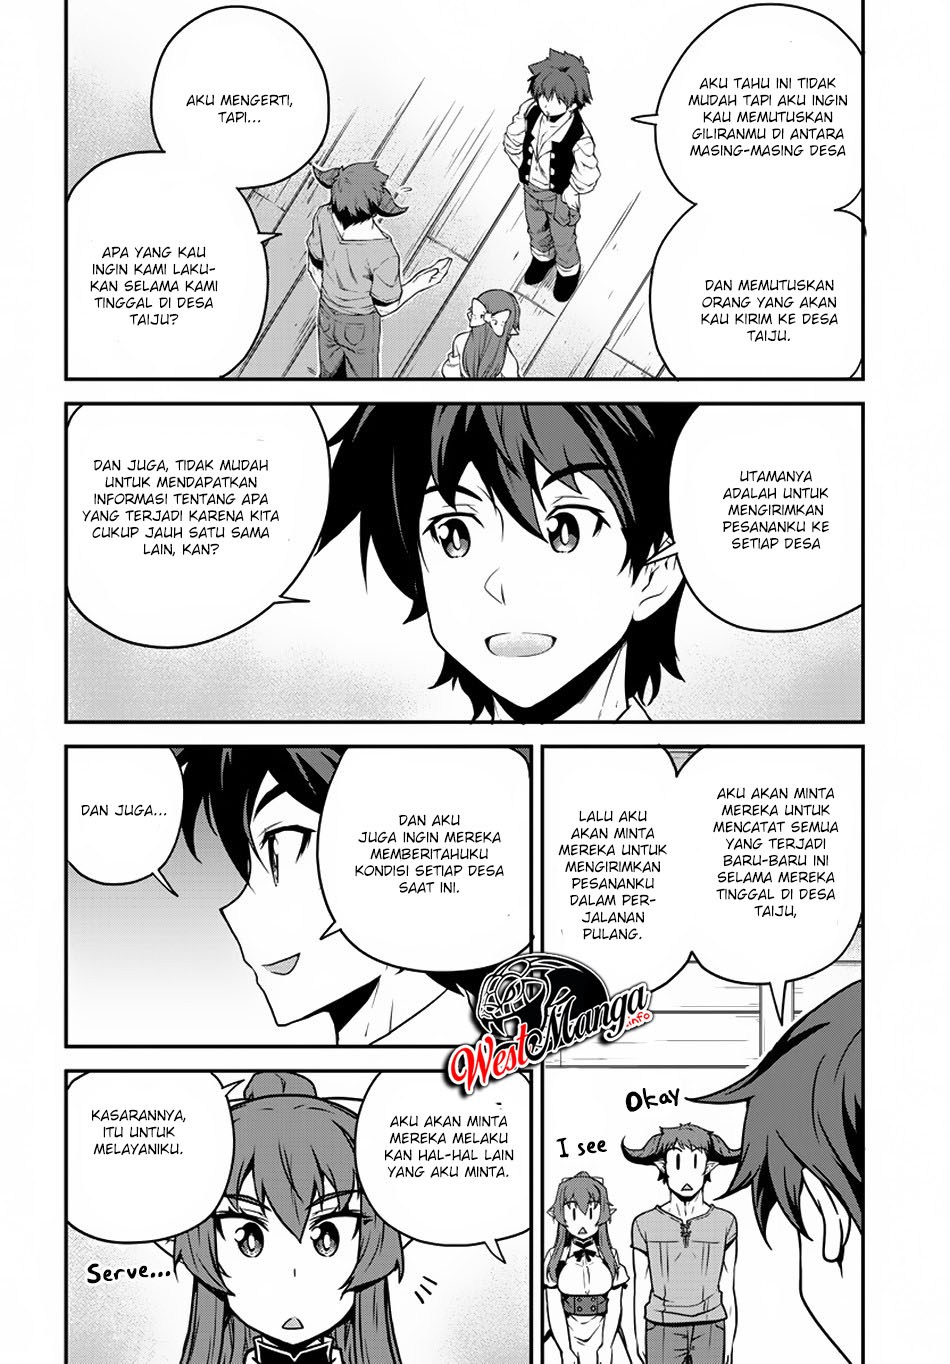 AKU TAHU INI TIDAK
MUDAH TAPI AKU INGIN
KAU MEMUTUSKAN
GILIRANMU DI ANTARA
MASING-MASING DESA
DAN MEMUTUSKAN
ORANG YANG AKAN
KAU KIRIM KE DESA
TAIJU.
AKU MENGERTI,
TAPI...
APA YANG KAU
INGIN KAMI LAKU-
KAN SELAMA KAMI
TINGGAL DI DESA
TAIJU?
UTAMANYA
ADALAH UNTUK
MENGIRIMKAN
PESANANKU KE
SETIAP DESA
DAN JUGA, TIDAK MUDAH
UNTUK MENDAPATKAN
INFORMASI TENTANG APA
YANG TERJADI KARENA KITA
CUKUP JAUH SATU SAMA
LAIN, KAN?
AKU AKAN MINTA
MEREKA UNTUK
MENCATAT SEMUA
YANG TERJADI
BARU-BARU INI
SELAMA MEREKA
TINGGAL DI DESA
TAIJU,
LALU AKU
AKAN MINTA
MEREKA UNTUK
MENGIRIMKAN
PESANANKU
DALAM PER-
JALANAN
PULANG.
Okay
I see
DAN AKU
JUGA INGIN MEREKA
MEMBERITAHUKU
KONDISI SETIAP DESA
SAAT INI.
DAN JUGA...
WestManga
.info
AKU AKAN MINTA
MEREKA MELAKU
KAN HAL-HAL LAIN
YANG AKU MINTA.
KASARANNYA,
ITU UNTUK
MELAYANIKU.
Serve...